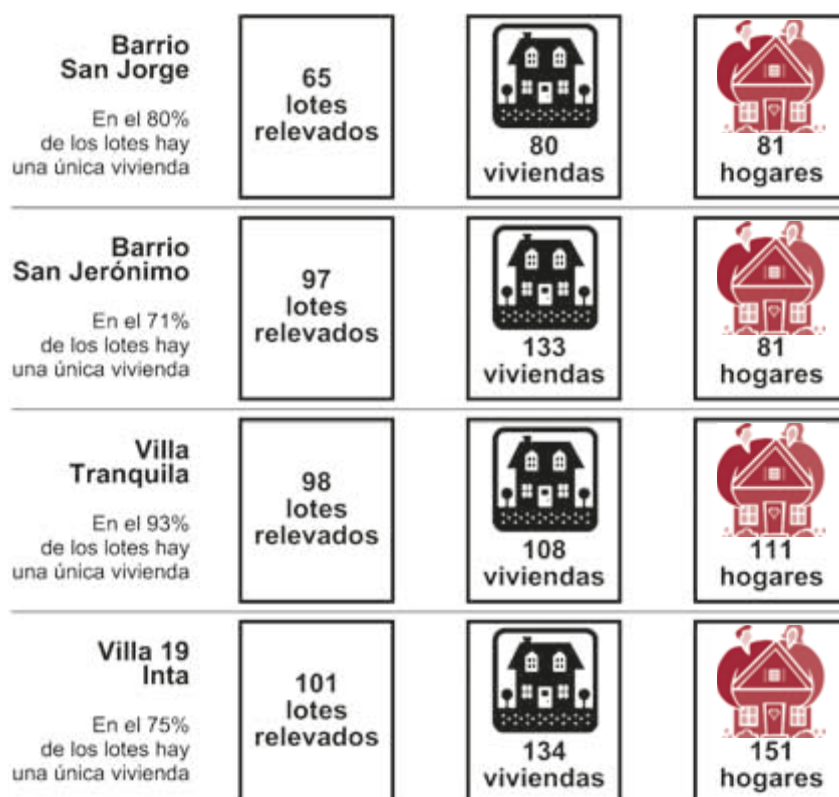 Barrio
San Jorge
En el 80%
de los lotes hay
una única vivienda
65
lotes
relevados
80
viviendas
81
hogares
Barrio
San Jerónimo
En el 71%
de los lotes hay
una única vivienda
97
lotes
relevados
133
viviendas
81
hogares
Villa
Tranquila
En el 93%
de los lotes hay
una única vivienda
98
lotes
relevados
108
viviendas
111
hogares
Villa 19
Inta
En el 75%
de los lotes hay
una única vivienda
101
lotes
relevados
134
viviendas
151
hogares